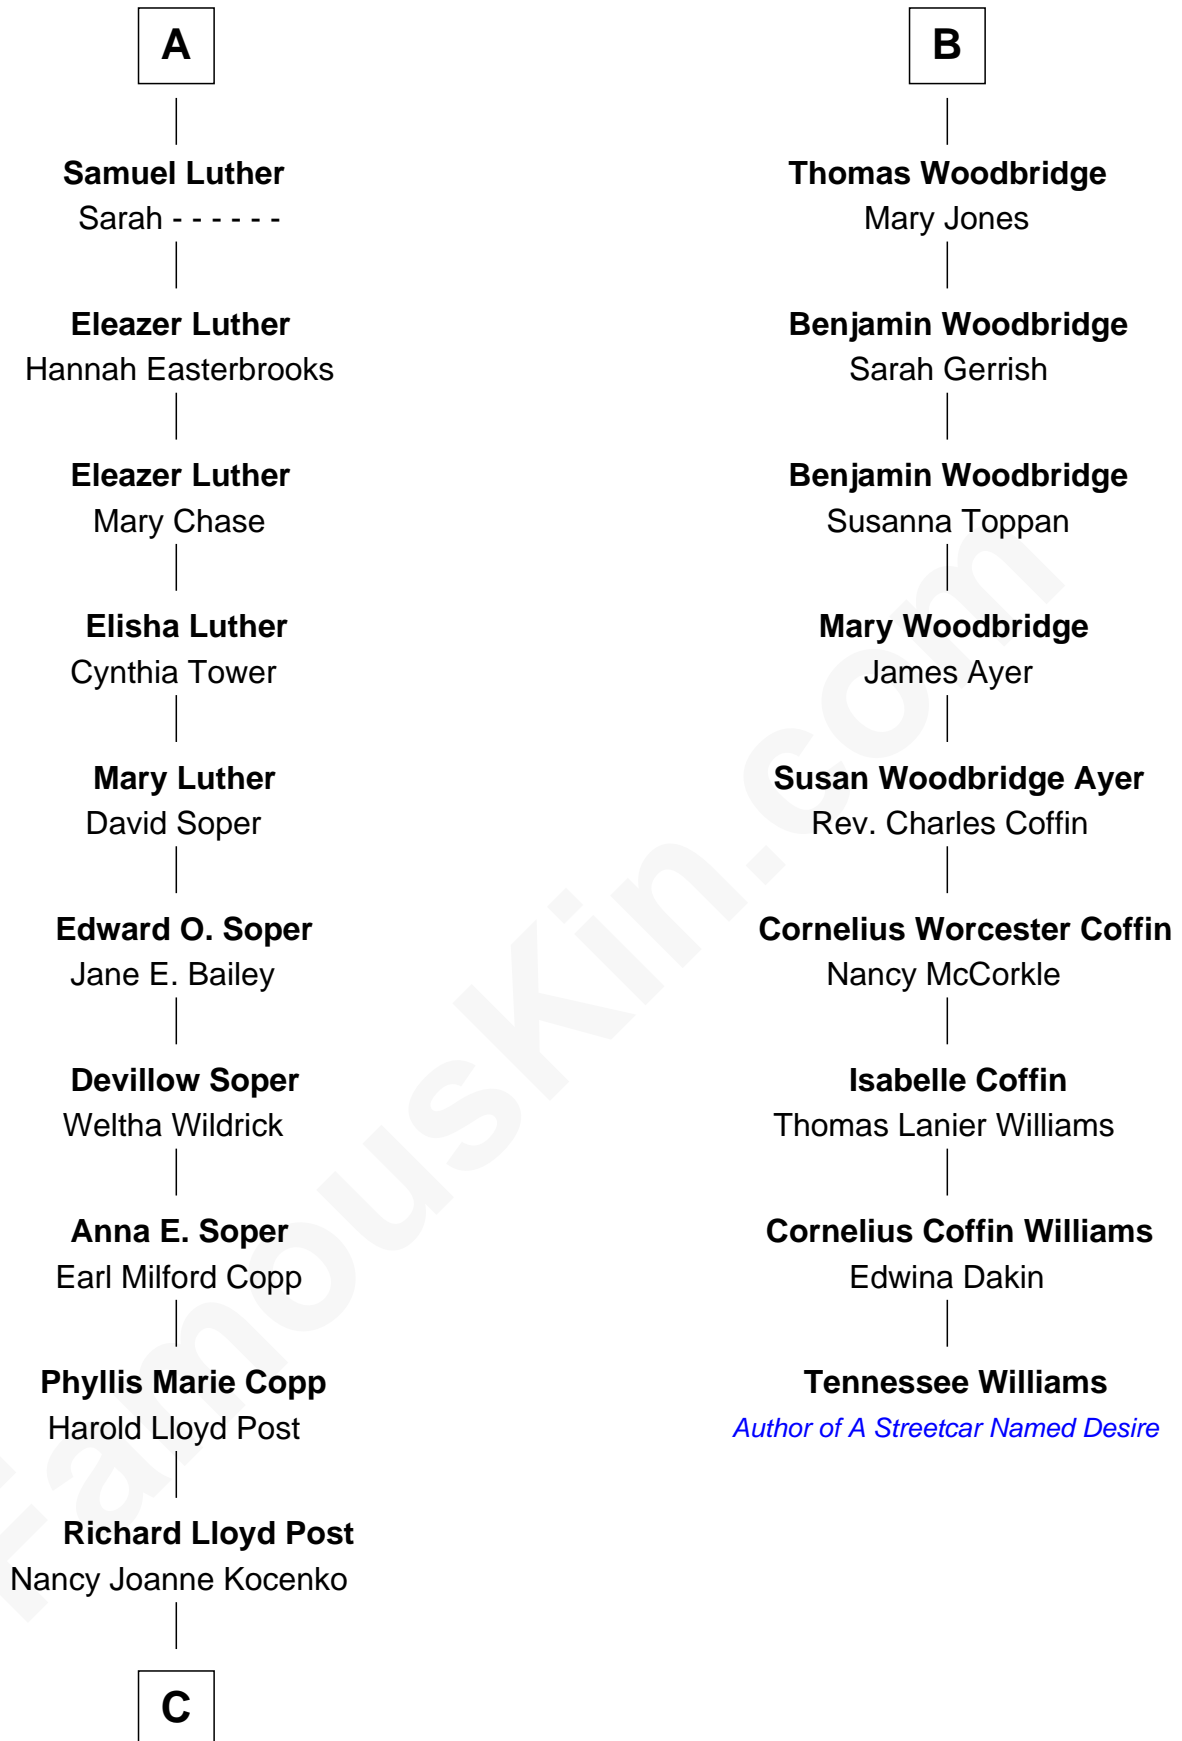 A
Samuel Luther
Sarah - - - - - -
Eleazer Luther
Hannah Easterbrooks
Eleazer Luther
Mary Chase
Elisha Luther
Cynthia Tower
Mary Luther
David Soper
Edward O. Soper
Jane E. Bailey
Devillow Soper
Weltha Wildrick
Anna E. Soper
Earl Milford Copp
Phyllis Marie Copp
Harold Lloyd Post
Richard Lloyd Post
Nancy Joanne Kocenko
C
B
Thomas Woodbridge
Mary Jones
Benjamin Woodbridge
Sarah Gerrish
Benjamin Woodbridge
Susanna Toppan
Mary Woodbridge
James Ayer
Susan Woodbridge Ayer
Rev. Charles Coffin
Cornelius Worcester Coffin
Nancy McCorkle
Isabelle Coffin
Thomas Lanier Williams
Cornelius Coffin Williams
Edwina Dakin
Tennessee Williams
Author of A Streetcar Named Desire
FamousKin.com